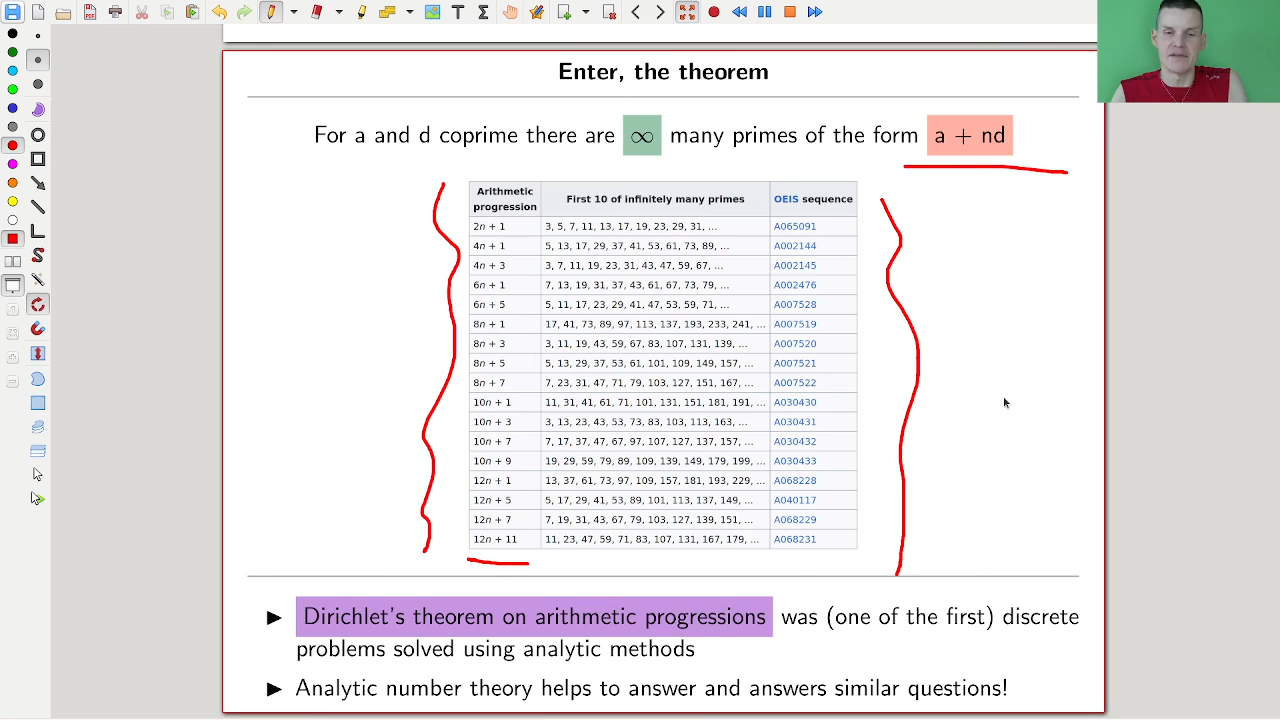 Enter, the theorem
For a and d coprime there are ∞ many primes of the form a + nd
Arithmetic progression First 10 of infinitely many primes OEIS sequence
2n + 1 3, 5, 7, 11, 13, 17, 19, 23, 29, 31, ... A065091
4n + 1 5, 13, 17, 29, 37, 41, 53, 61, 73, 89, ... A002144
4n + 3 3, 7, 11, 19, 23, 31, 43, 47, 59, 67, ... A002145
6n + 1 7, 13, 19, 31, 37, 43, 61, 67, 73, 79, ... A002476
6n + 5 5, 11, 17, 23, 29, 41, 47, 53, 59, 71, ... A007528
8n + 1 17, 41, 73, 89, 97, 113, 137, 193, 233, 241, ... A007519
8n + 3 3, 11, 19, 43, 59, 67, 83, 107, 131, 139, ... A007520
8n + 5 5, 13, 29, 37, 53, 61, 101, 109, 149, 157, ... A007521
8n + 7 7, 23, 31, 47, 71, 79, 103, 127, 151, 167, ... A007522
10n + 1 11, 31, 41, 61, 71, 101, 131, 151, 181, 191, ... A030430
10n + 3 3, 13, 23, 43, 53, 73, 83, 103, 113, 163, ... A030431
10n + 7 7, 17, 37, 47, 67, 97, 107, 127, 137, 157, ... A030432
10n + 9 19, 29, 59, 79, 89, 109, 139, 149, 179, 199, ... A030433
12n + 1 13, 37, 61, 73, 97, 109, 157, 181, 193, 229, ... A068228
12n + 5 5, 17, 29, 41, 53, 89, 101, 113, 137, 149, ... A040117
12n + 7 7, 19, 31, 43, 67, 79, 103, 127, 139, 151, ... A068229
12n + 11 11, 23, 47, 59, 71, 83, 107, 131, 167, 179, ... A068231
▶ Dirichlet's theorem on arithmetic progressions was (one of the first) discrete
problems solved using analytic methods
▶ Analytic number theory helps to answer and answers similar questions!